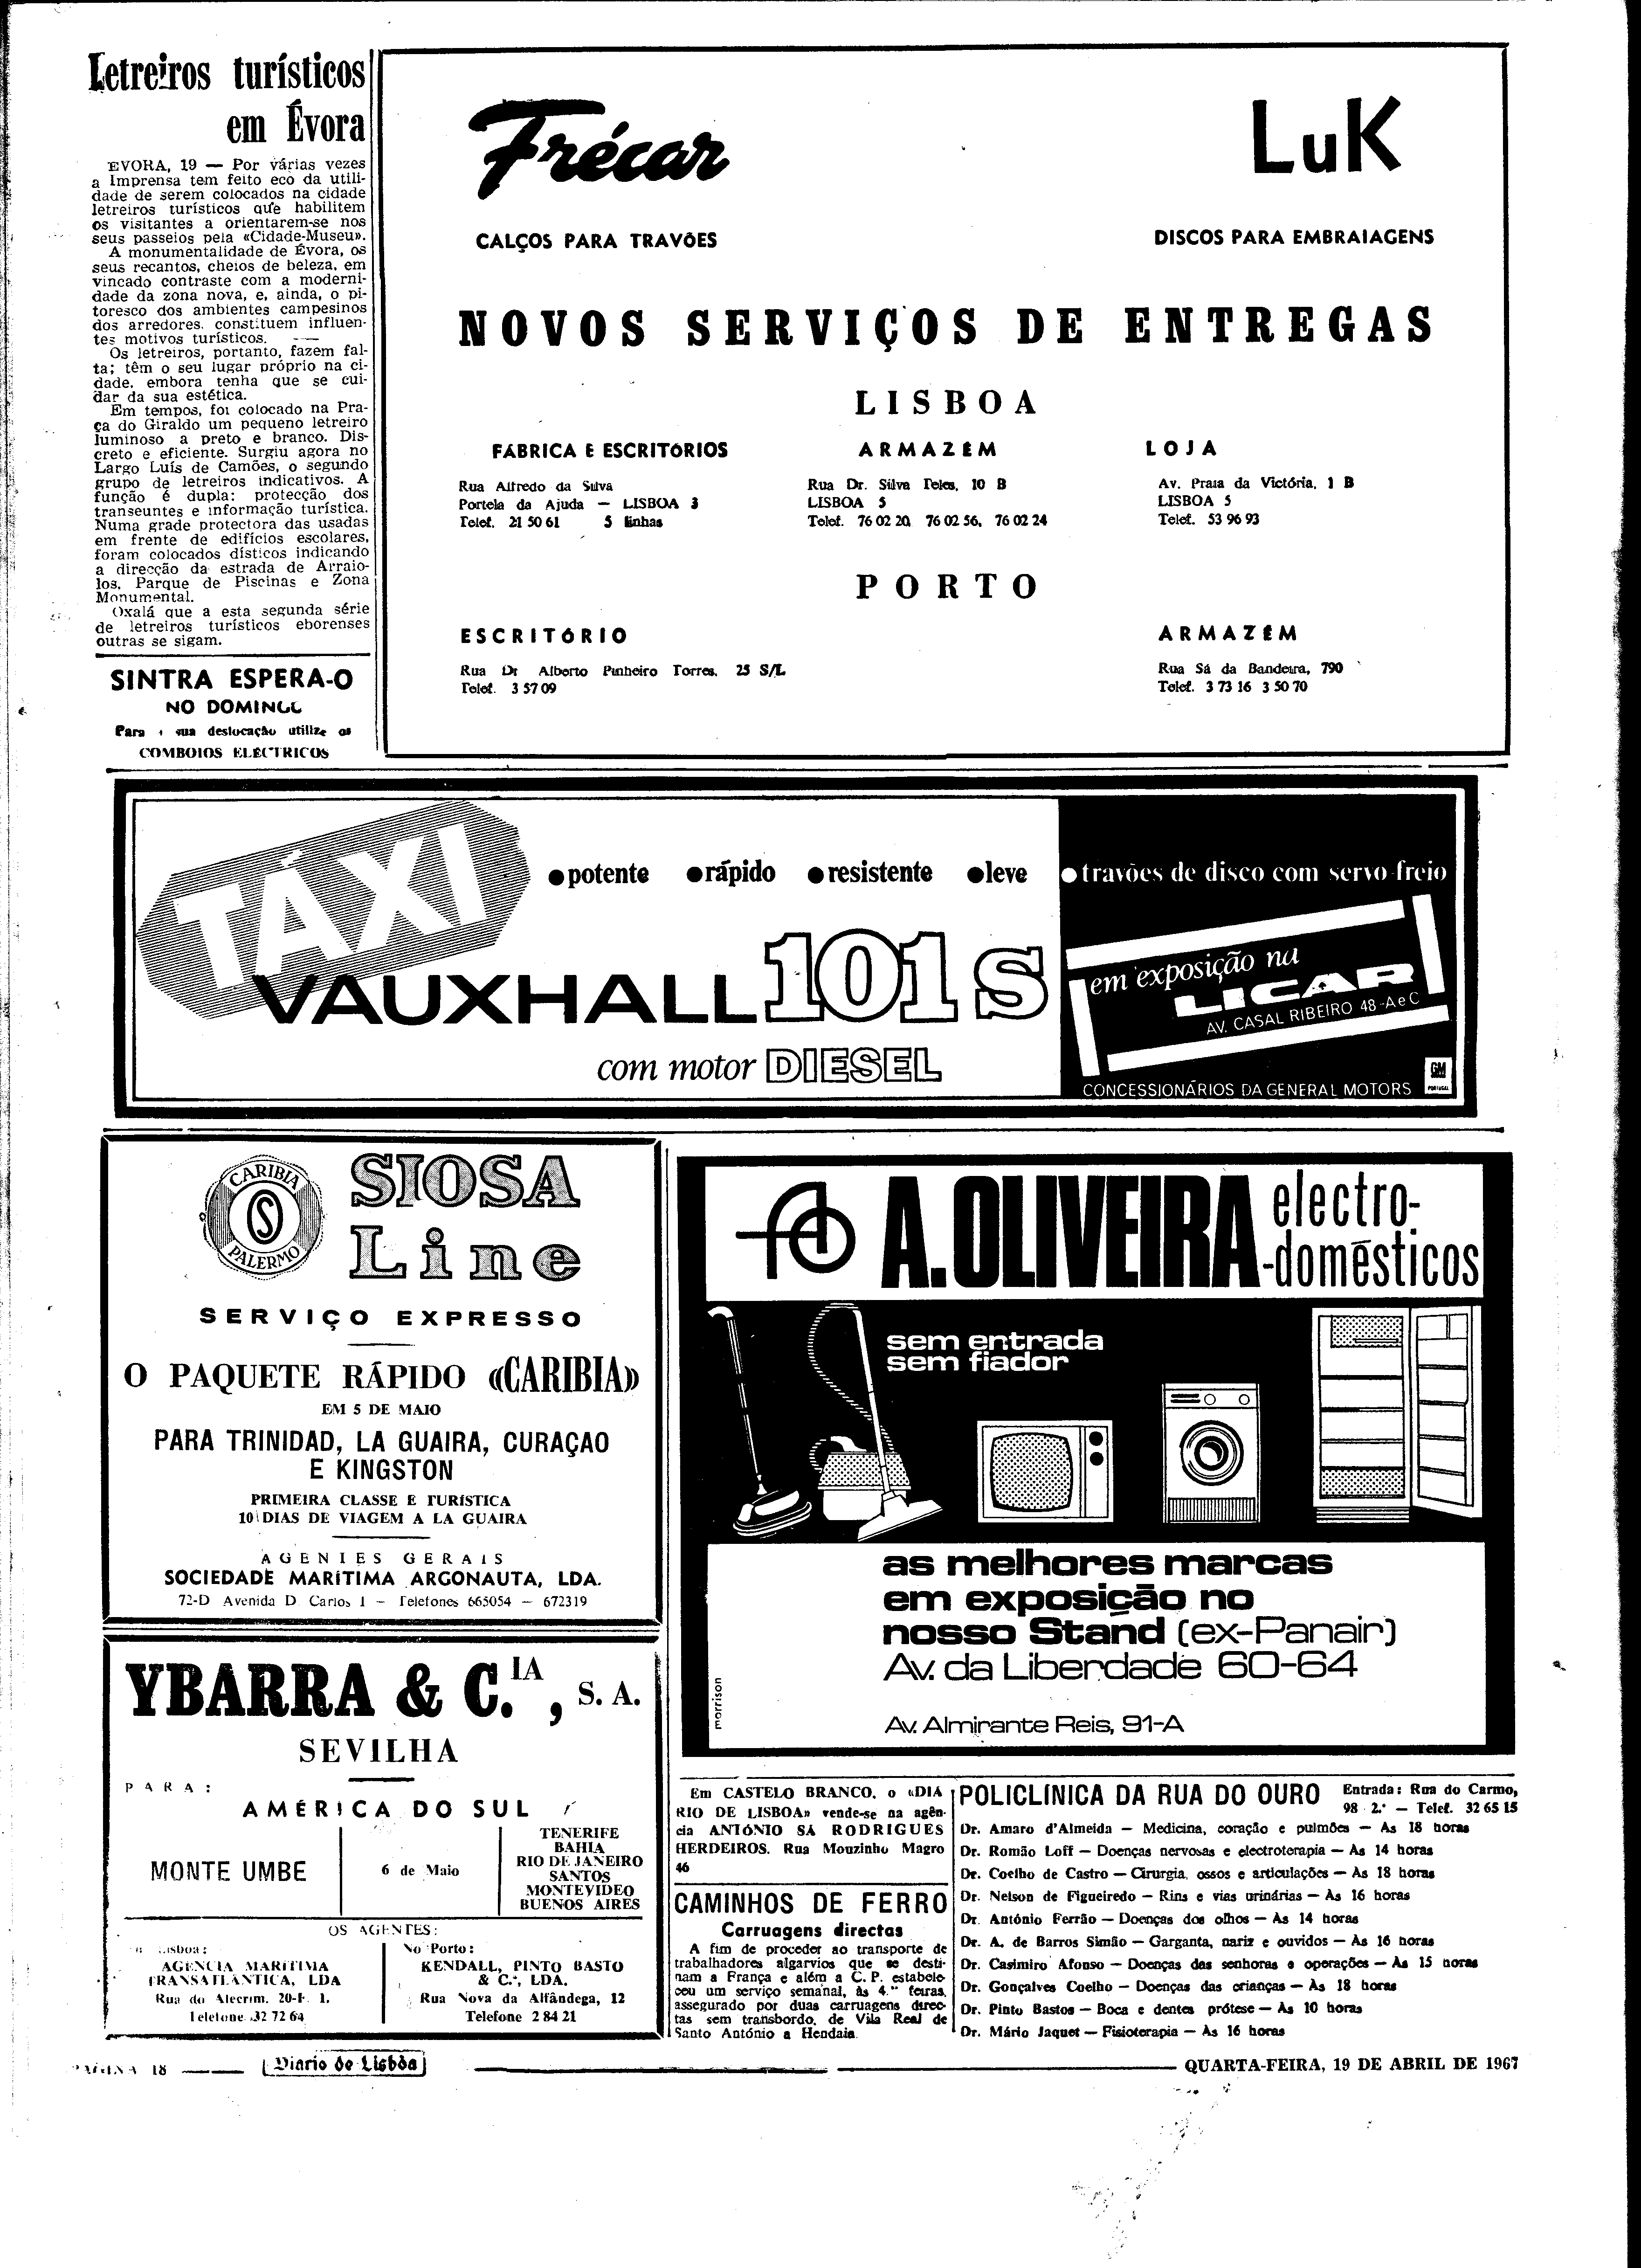 Letreiros turísticos
em Évora
EVORA, 19 — Por várias vezes
a Imprensa tem feito eco da utili-
dade de serem colocados na cidade
letreiros turísticos que habilitem
os visitantes a orientarem-se nos
seus passeios pela «Cidade-Museu».
A monumentalidade de Évora, os
seus recantos, cheios de beleza, em
vincado contraste com a moderni-
dade da zona nova, e, ainda, o pi-
toresco dos ambientes campesinos
dos arredores, constituem influen-
tes motivos turísticos.
Os letreiros, portanto, fazem fal-
ta; têm o seu lugar próprio na ci-
dade, embora tenha que se cui-
dar da sua estética.
Em tempos, foi colocado na Pra-
ça do Giraldo um pequeno letreiro
luminoso a preto e branco. Dis-
creto e eficiente. Surgiu agora no
Largo Luís de Camões, o segundo
grupo de letreiros indicativos. A
função é dupla: protecção dos
transeuntes e informação turística.
Numa grade protectora das usadas
em frente de edifícios escolares,
foram colocados dísticos indicando
a direcção da estrada de Arraio-
los, Parque de Piscinas e Zona
Monumental.
Oxalá que a esta segunda série
de letreiros turísticos eborenses
outras se sigam.
SINTRA ESPERA-O
NO DOMINGO
Para a sua deslocação utilize os
COMBOIOS ELÉCTRICOS
Frécar
CALÇOS PARA TRAVÕES
LuK
DISCOS PARA EMBRAIAGENS
NOVOS SERVIÇOS DE ENTREGAS
LISBOA
FÁBRICA E ESCRITÓRIOS
Rua Alfredo da Silva
Portela da Ajuda — LISBOA 3
Telef. 21 50 61 5 linhas
ARMAZÉM
Rua Dr. Silva Teles, 10 B
LISBOA 5
Telef. 76 02 20, 76 02 56, 76 02 24
LOJA
Av. Praia da Victória, 1 B
LISBOA 5
Telef. 53 96 93
PORTO
ESCRITÓRIO
Rua Dr Alberto Pinheiro Torres, 25 S/L
Telef. 3 57 09
ARMAZÉM
Rua Sá da Bandeira, 790
Telef. 3 73 16 3 50 70
TÁXI
● potente ● rápido ● resistente ● leve ● travões de disco com servo-freio
VAUXHALL 101 S
com motor DIESEL
em exposição na
LICAR
AV. CASAL RIBEIRO 48-A e C
CONCESSIONÁRIOS DA GENERAL MOTORS
GM
PORTUGAL
CARIBIA
S
PALERMO
SIOSA
Line
SERVIÇO EXPRESSO
O PAQUETE RÁPIDO «CARIBIA»
EM 5 DE MAIO
PARA TRINIDAD, LA GUAIRA, CURAÇAO
E KINGSTON
PRIMEIRA CLASSE E TURÍSTICA
10 DIAS DE VIAGEM A LA GUAIRA
AGENTES GERAIS
SOCIEDADE MARÍTIMA ARGONAUTA, LDA.
72-D Avenida D Carlos I — Telefones 665054 — 672319
A. OLIVEIRA electro-
-domésticos
sem entrada
sem fiador
as melhores marcas
em exposição no
nosso Stand (ex-Panair)
Av. da Liberdade 60-64
Av. Almirante Reis, 91-A
morrison
YBARRA & C.IA, S. A.
SEVILHA
PARA:
AMÉRICA DO SUL
MONTE UMBE
6 de Maio
TENERIFE
BAHIA
RIO DE JANEIRO
SANTOS
MONTEVIDEO
BUENOS AIRES
OS AGENTES:
Lisboa:
AGENCIA MARÍTIMA
TRANSATLÂNTICA, LDA
Rua do Alecrim, 20-F. 1.
Telefone 32 72 64
No Porto:
KENDALL, PINTO BASTO
& C.ª, LDA.
Rua Nova da Alfândega, 12
Telefone 2 84 21
Em CASTELO BRANCO, o «DIÁ
RIO DE LISBOA» vende-se na agên-
cia ANTÓNIO SÁ RODRIGUES
HERDEIROS. Rua Mouzinho Magro
46
CAMINHOS DE FERRO
Carruagens directas
A fim de proceder ao transporte de
trabalhadores algarvios que se desti-
nam a França e além a C. P. estabele-
ceu um serviço semanal, às 4.ªs feiras,
assegurado por duas carruagens direc-
tas sem transbordo, de Vila Real de
Santo António a Hendaia.
POLICLÍNICA DA RUA DO OURO Entrada: Rua do Carmo,
98 2.º — Telef. 32 65 15
Dr. Amaro d'Almeida — Medicina, coração e pulmões — Às 18 horas
Dr. Romão Loff — Doenças nervosas e electroterapia — Às 14 horas
Dr. Coelho de Castro — Cirurgia, ossos e articulações — Às 18 horas
Dr. Nelson de Figueiredo — Rins e vias urinárias — Às 16 horas
Dr. António Ferrão — Doenças dos olhos — Às 14 horas
Dr. A. de Barros Simão — Garganta, nariz e ouvidos — Às 16 horas
Dr. Casimiro Afonso — Doenças das senhoras e operações — Às 15 horas
Dr. Gonçalves Coelho — Doenças das crianças — Às 18 horas
Dr. Pinto Bastos — Boca e dentes prótese — Às 10 horas
Dr. Mário Jaquet — Fisioterapia — Às 16 horas
PAGINA 18 Diario de Lisbôa QUARTA-FEIRA, 19 DE ABRIL DE 1967